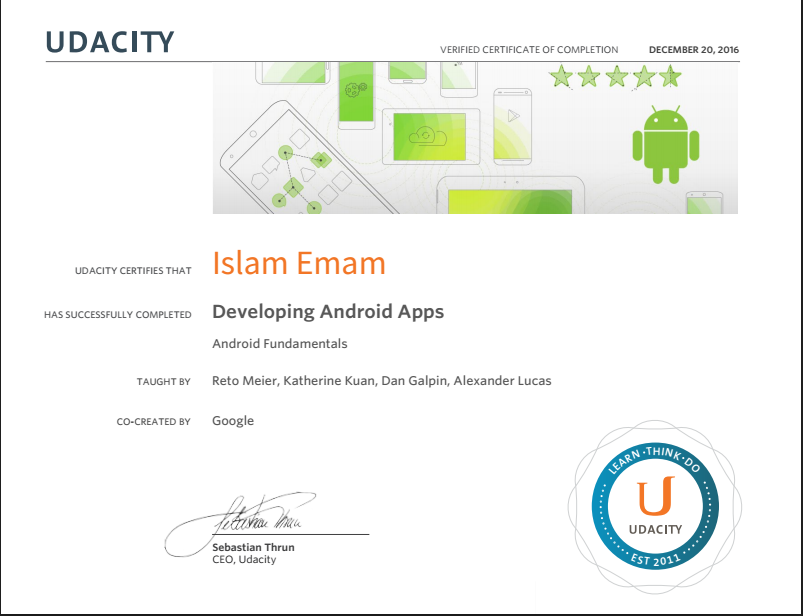 UDACITY
VERIFIED CERTIFICATE OF COMPLETION DECEMBER 20, 2016
UDACITY CERTIFIES THAT Islam Emam
HAS SUCCESSFULLY COMPLETED Developing Android Apps
Android Fundamentals
TAUGHT BY Reto Meier, Katherine Kuan, Dan Galpin, Alexander Lucas
CO-CREATED BY Google
LEARN·THINK·DO
U
UDACITY
EST 2011
Sebastian Thrun
Sebastian Thrun
CEO, Udacity